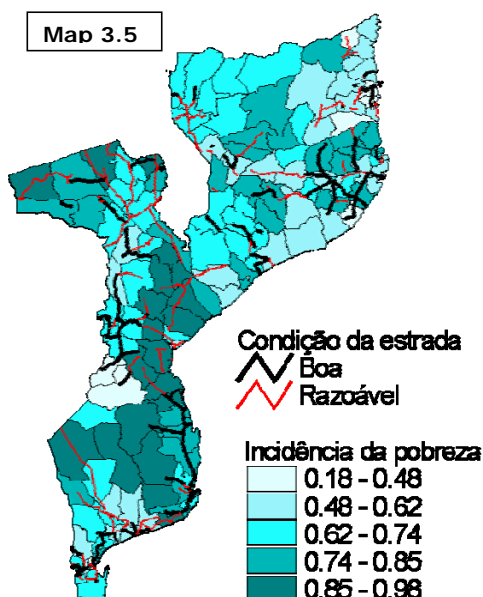 Map 3.5
Condição da estrada
Boa
Razoável
Incidência da pobreza
0.18 - 0.48
0.48 - 0.62
0.62 - 0.74
0.74 - 0.85
0.85 - 0.98